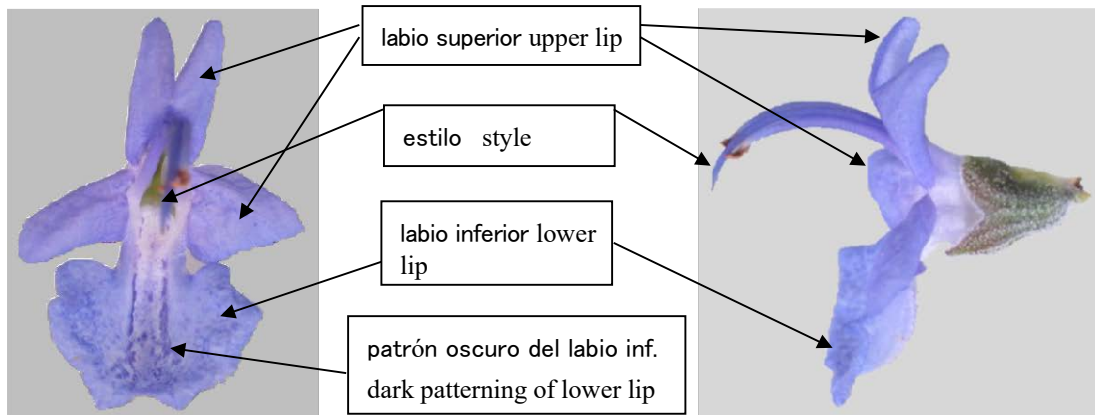 labio superior upper lip
estilo style
labio inferior lower
lip
patrón oscuro del labio inf.
dark patterning of lower lip